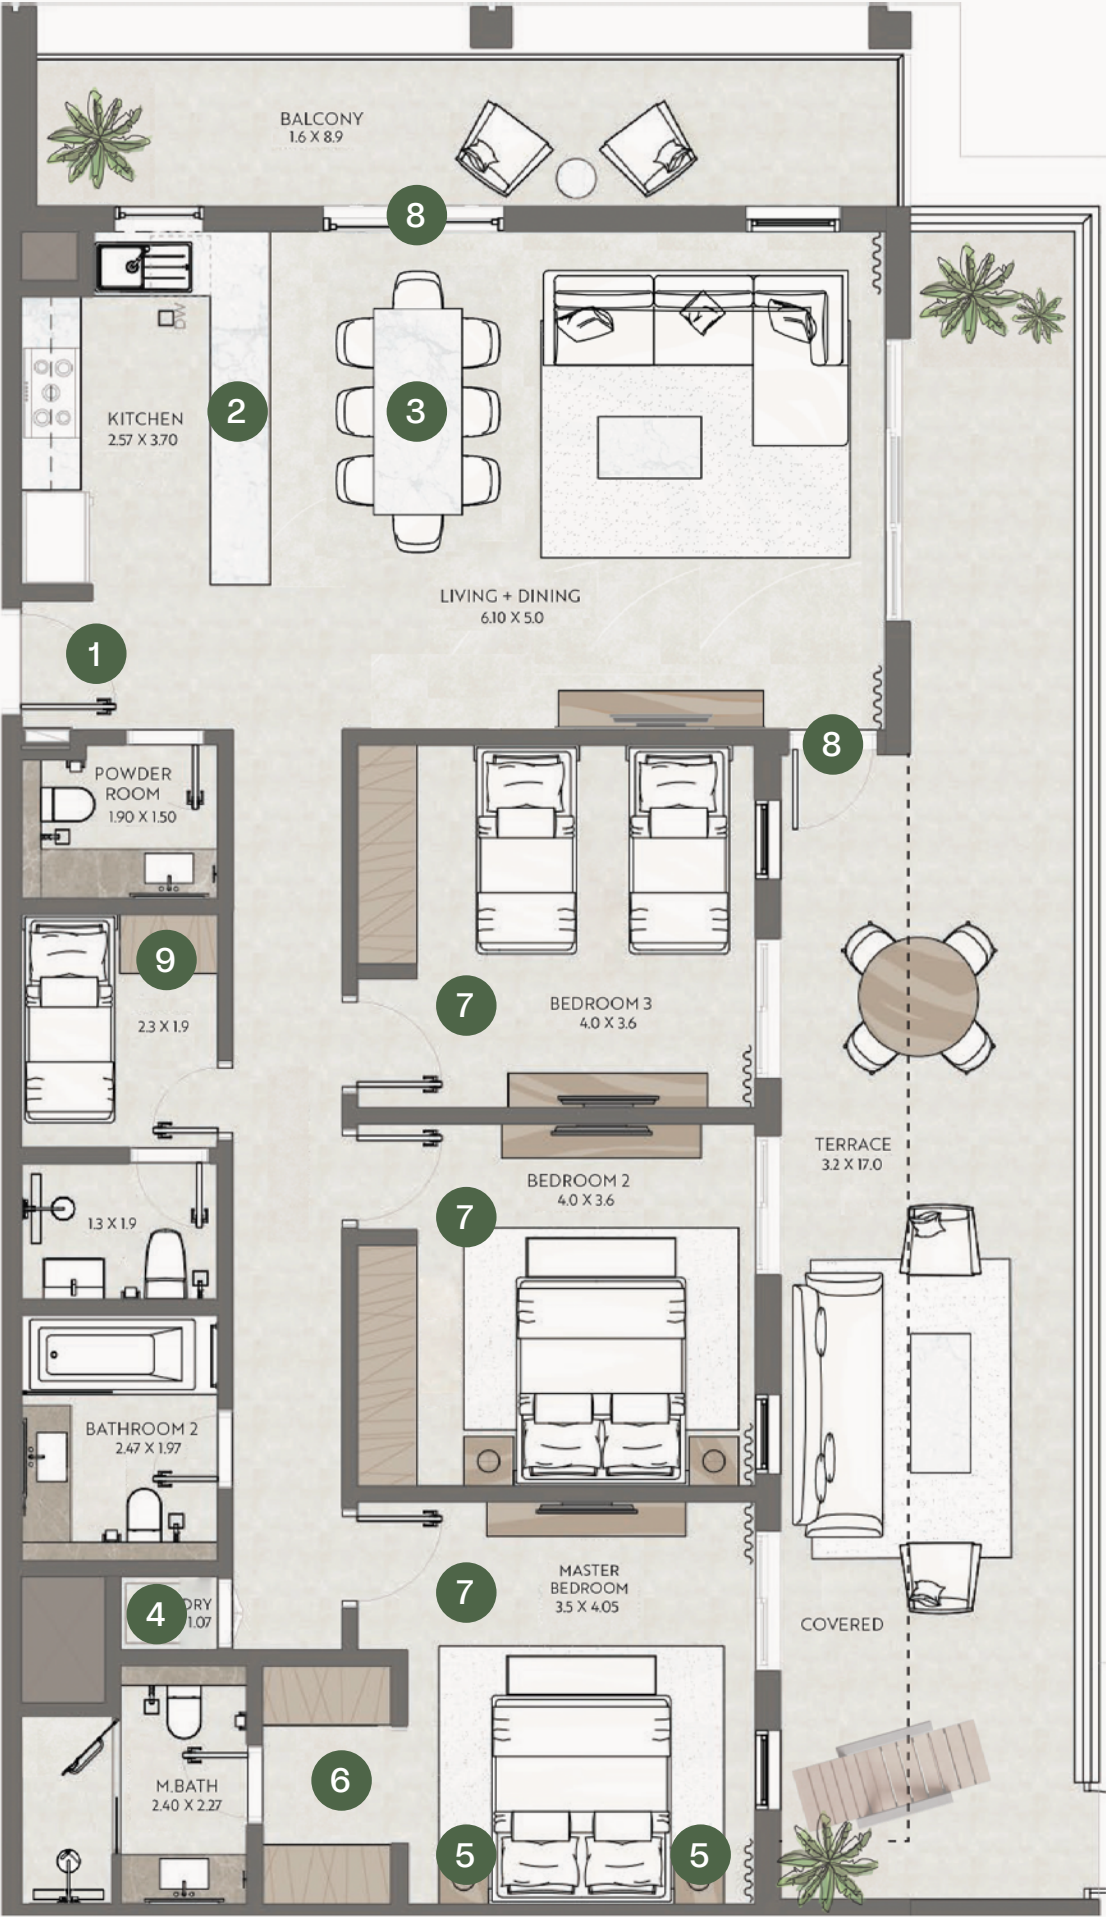 BALCONY
1.6 X 8.9
8
DW
KITCHEN
2.57 X 3.70
2
3
LIVING + DINING
6.10 X 5.0
1
8
POWDER
ROOM
1.90 X 1.50
9
2.3 X 1.9
7
BEDROOM 3
4.0 X 3.6
TERRACE
3.2 X 17.0
BEDROOM 2
4.0 X 3.6
7
1.3 X 1.9
BATHROOM 2
2.47 X 1.97
MASTER
BEDROOM
3.5 X 4.05
7
4
DRY
1.07
COVERED
M.BATH
2.40 X 2.27
6
5
5